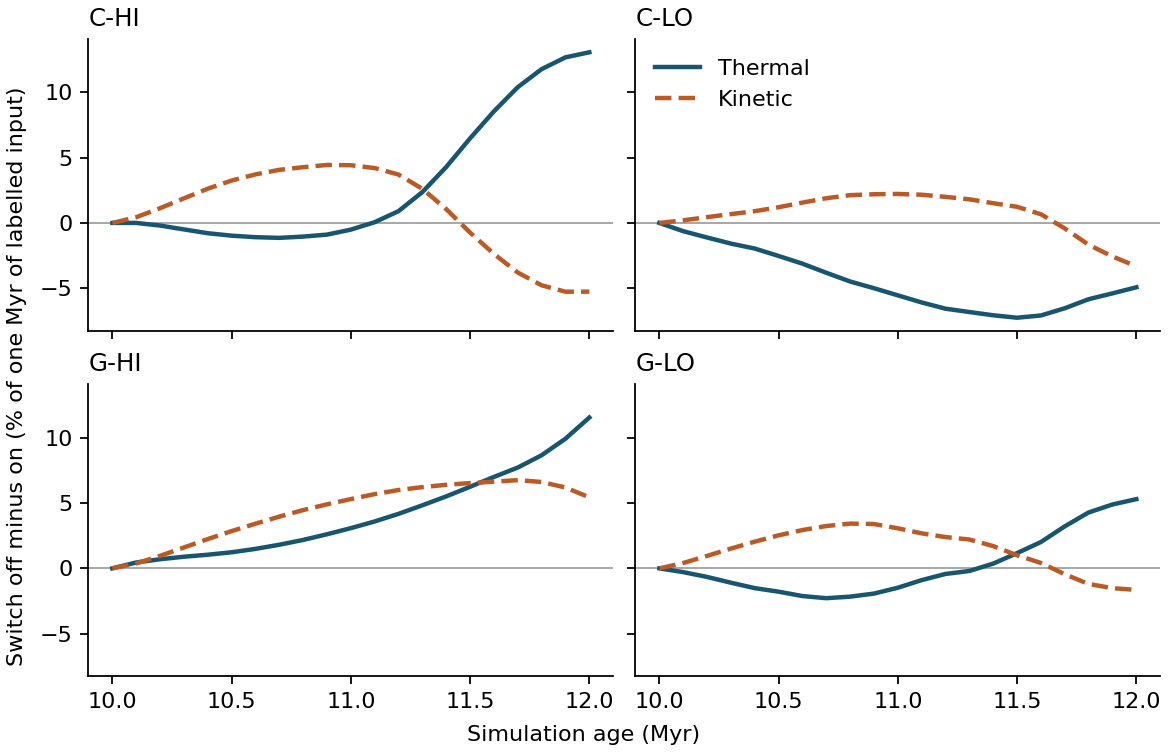 C-HI
C-LO
Switch off minus on (% of one Myr of labelled input)
10
5
0
−5
Thermal
Kinetic
G-HI
G-LO
10
5
0
−5
10.0 10.5 11.0 11.5 12.0
10.0 10.5 11.0 11.5 12.0
Simulation age (Myr)